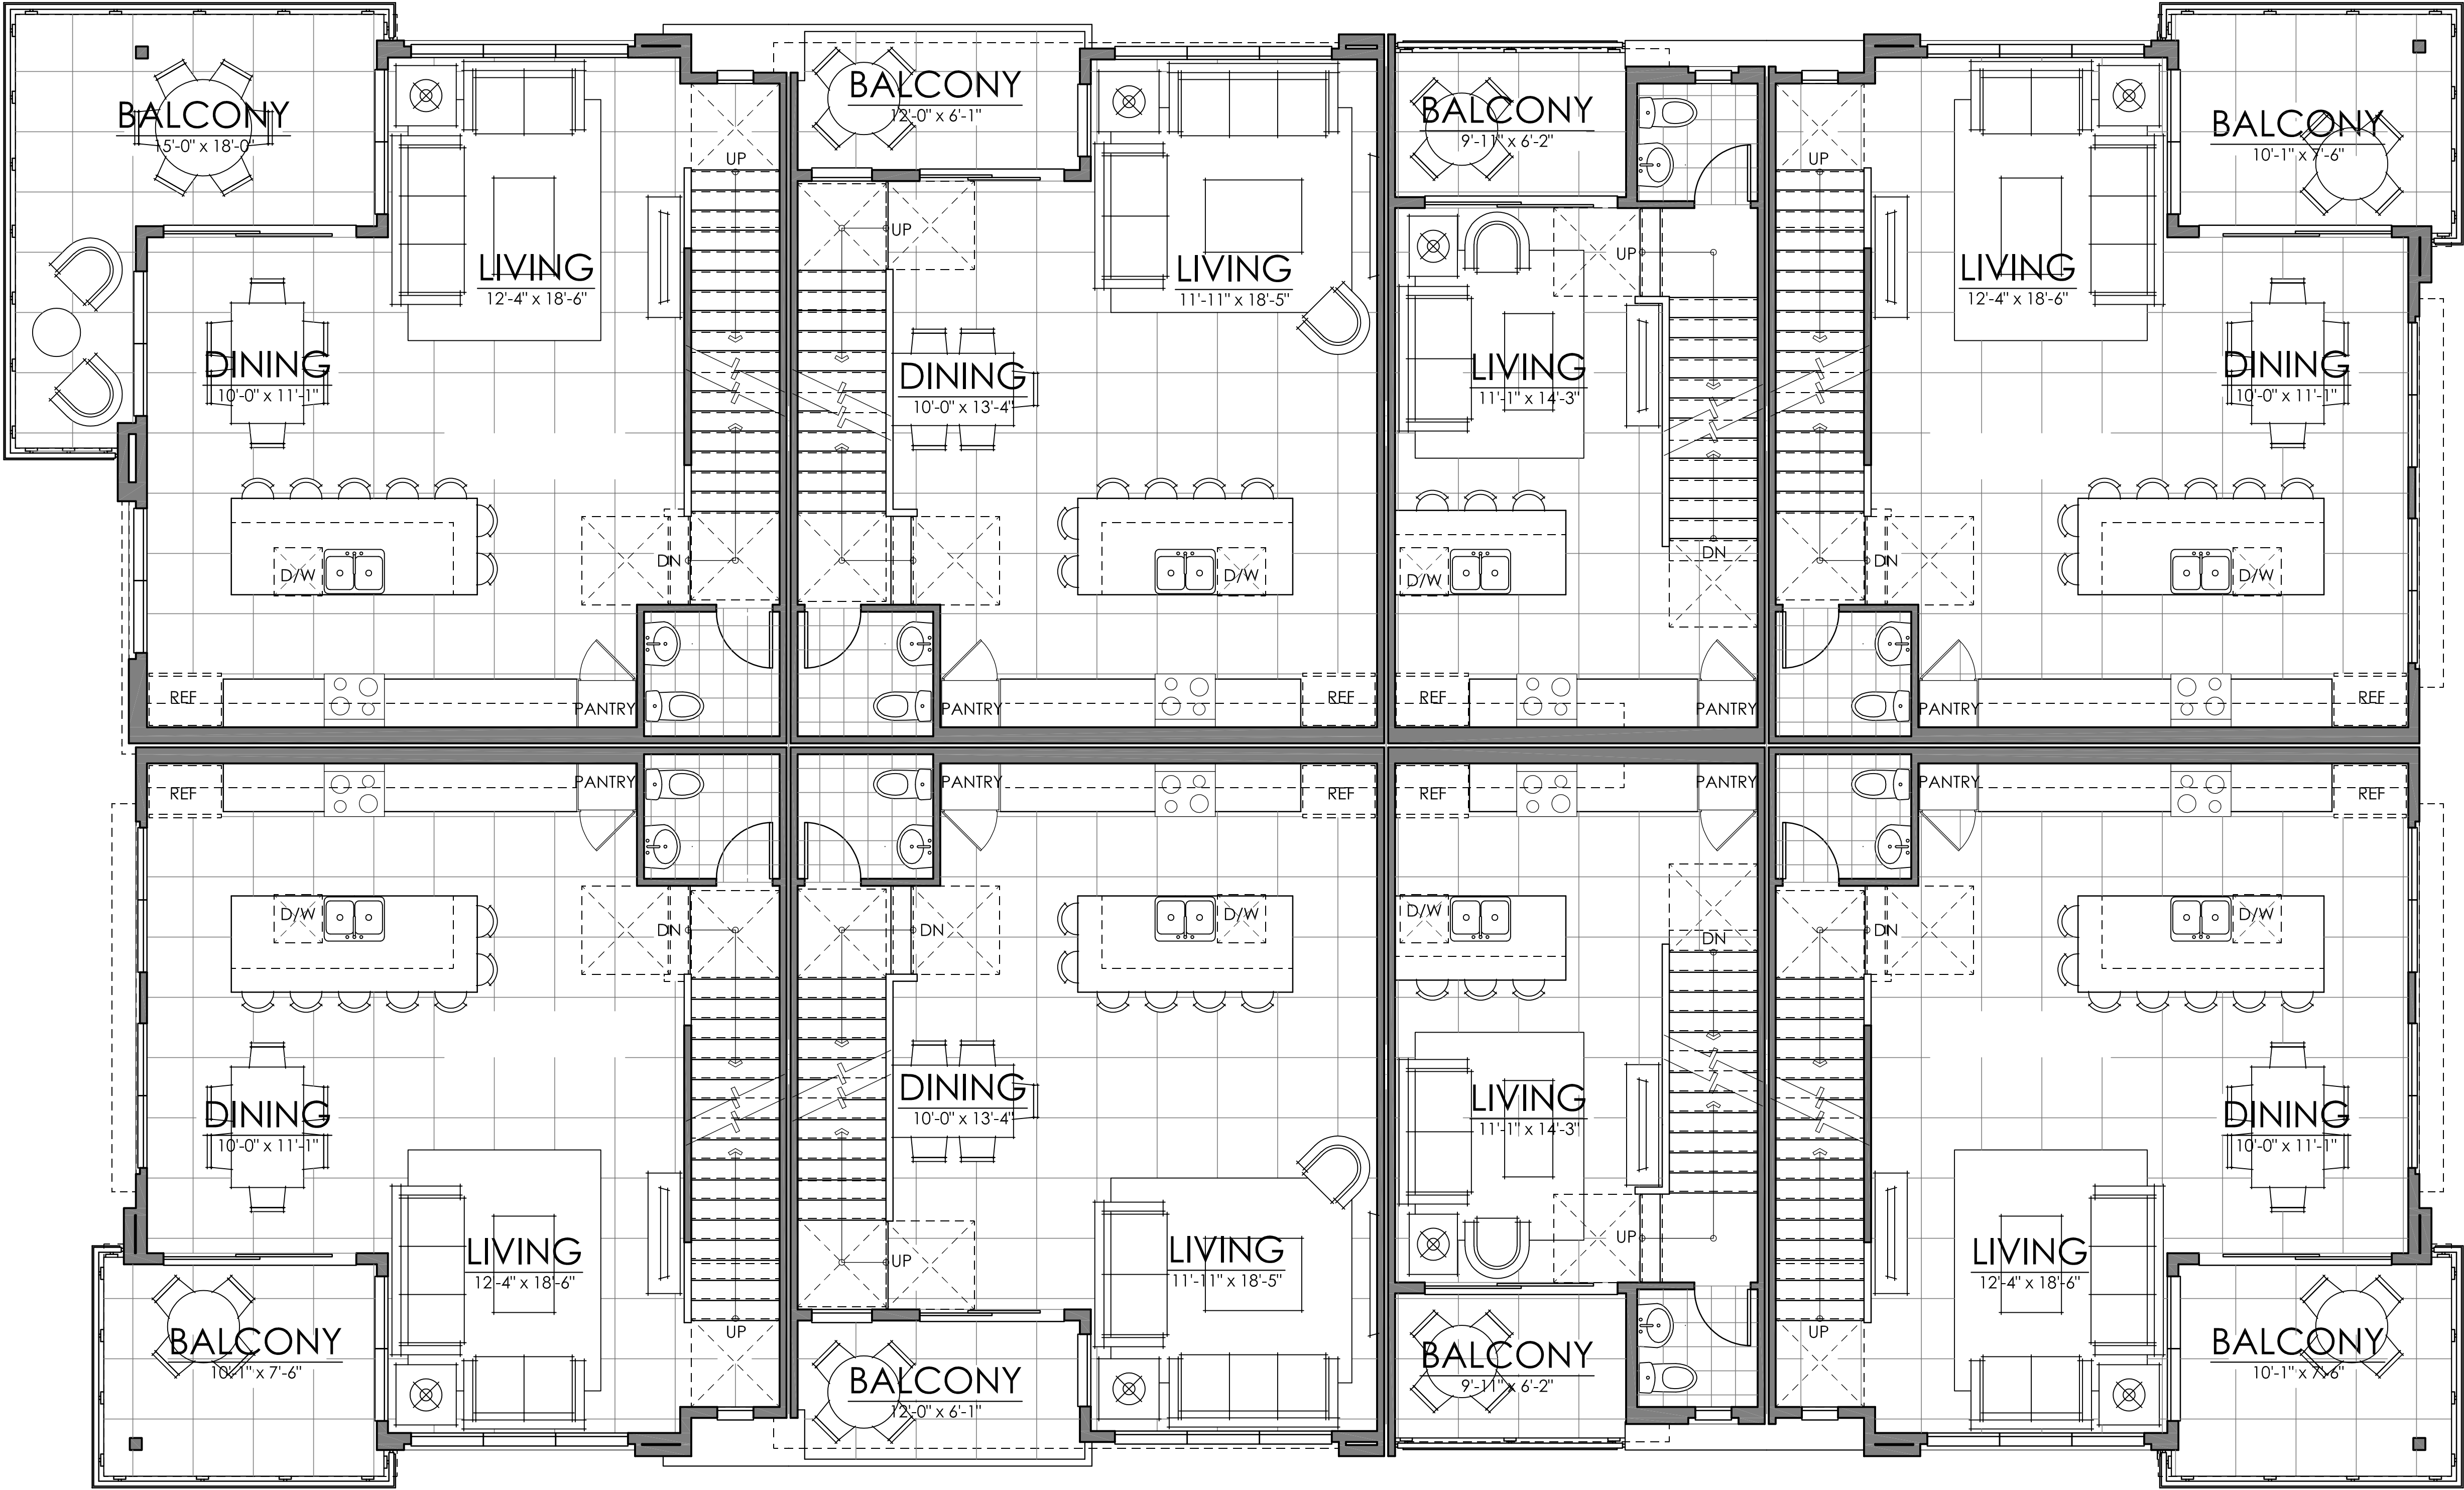 BALCONY
15'-0" x 18'-0"
BALCONY
12'-0" x 6'-1"
BALCONY
9'-11" x 6'-2"
BALCONY
10'-1" x 7'-6"
UP
UP
UP
UP
LIVING
12'-4" x 18'-6"
LIVING
11'-11" x 18'-5"
LIVING
12'-4" x 18'-6"
DINING
10'-0" x 11'-1"
DINING
10'-0" x 13'-4"
LIVING
11'-1" x 14'-3"
DINING
10'-0" x 11'-1"
D/W
DN
D/W
D/W
DN
DN
D/W
REF
PANTRY
PANTRY
REF
REF
PANTRY
PANTRY
REF
REF
PANTRY
PANTRY
REF
REF
PANTRY
PANTRY
REF
D/W
DN
DN
D/W
D/W
DN
DN
D/W
DINING
10'-0" x 11'-1"
DINING
10'-0" x 13'-4"
LIVING
11'-1" x 14'-3"
DINING
10'-0" x 11'-1"
LIVING
12'-4" x 18'-6"
UP
LIVING
11'-11" x 18'-5"
UP
LIVING
12'-4" x 18'-6"
UP
UP
BALCONY
10'-1" x 7'-6"
BALCONY
12'-0" x 6'-1"
BALCONY
9'-11" x 6'-2"
BALCONY
10'-1" x 7'-6"